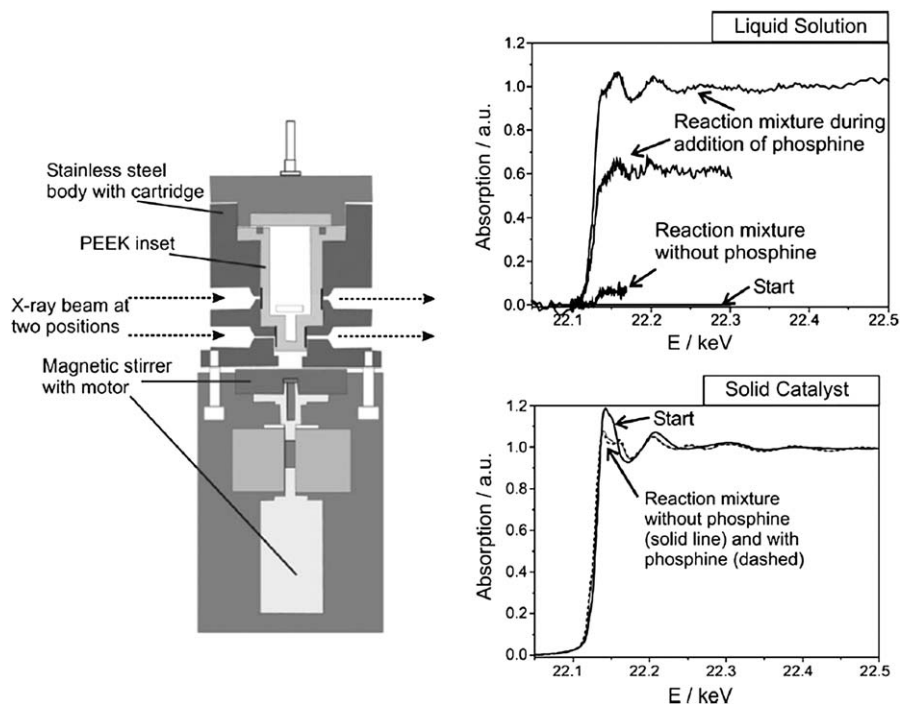 Stainless steel
body with cartridge
PEEK inset
X-ray beam at
two positions
Magnetic stirrer
with motor
Liquid Solution
1.2
1.0
0.8
0.6
0.4
0.2
0.0
Absorption / a.u.
Reaction mixture during
addition of phosphine
Reaction mixture
without phosphine
Start
22.1
22.2
22.3
22.4
22.5
E / keV
Solid Catalyst
1.2
1.0
0.8
0.6
0.4
0.2
0.0
Absorption / a.u.
Start
Reaction mixture
without phosphine
(solid line) and with
phosphine (dashed)
22.1
22.2
22.3
22.4
22.5
E / keV